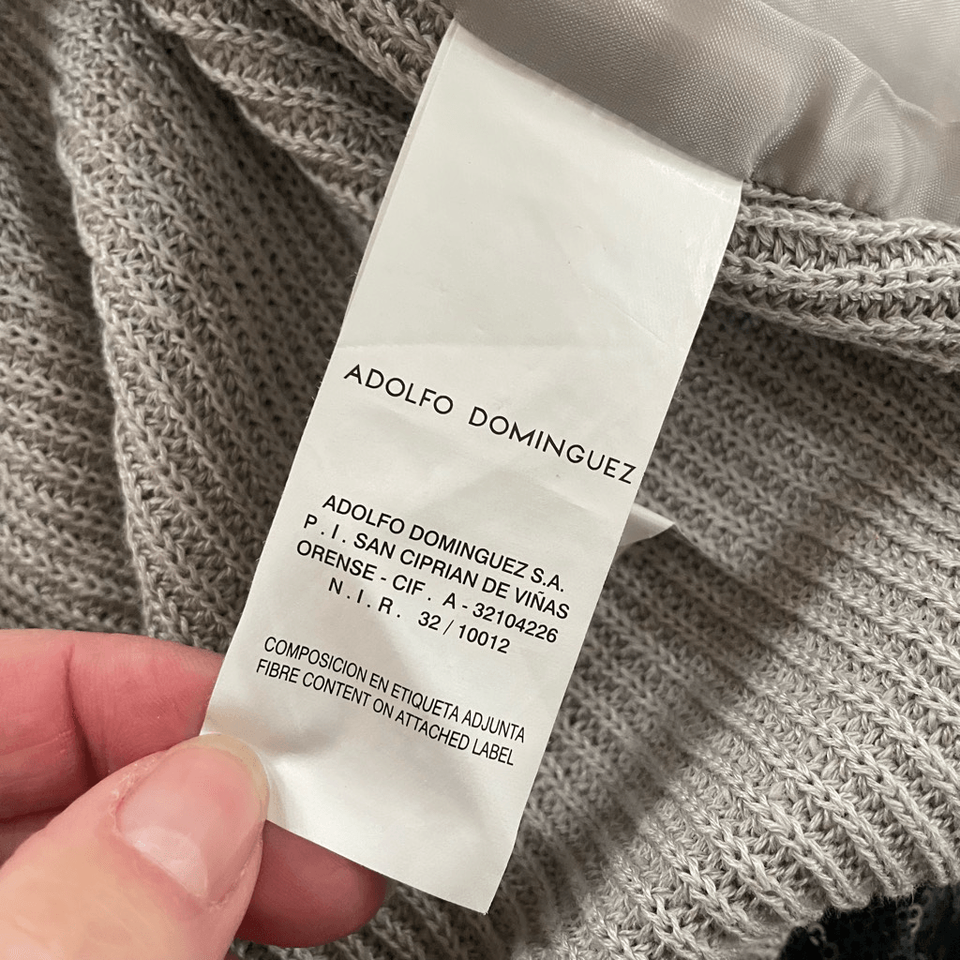 ADOLFO DOMINGUEZ
ADOLFO DOMINGUEZ S.A.
P.I. SAN CIPRIAN DE VIÑAS
ORENSE - CIF. A - 32104226
N.I.R. 32 / 10012
COMPOSICION EN ETIQUETA ADJUNTA
FIBRE CONTENT ON ATTACHED LABEL